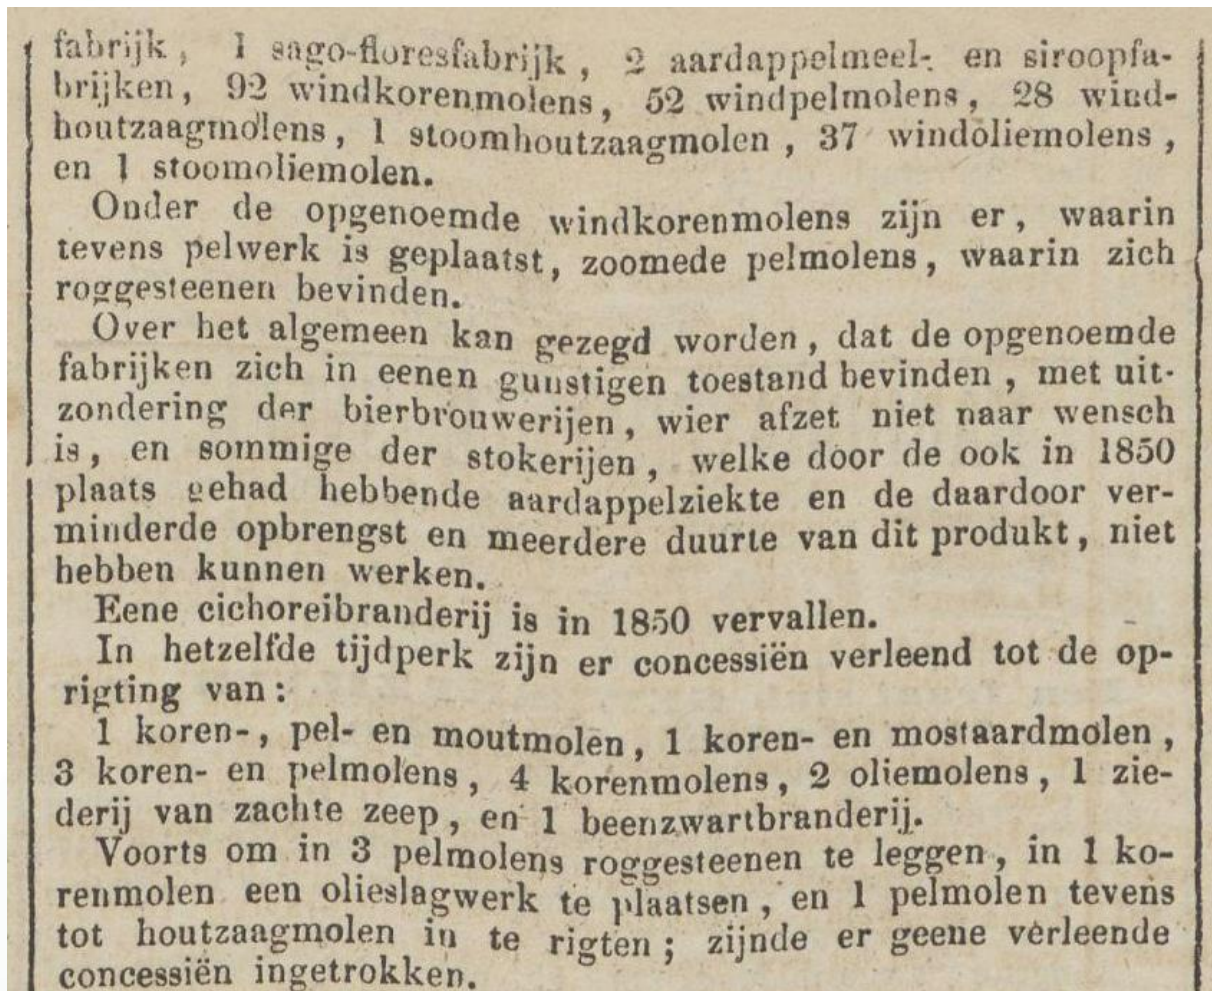 fabrijk, 1 sago-floresfabrijk, 2 aardappelmeel- en siroopfa-
brijken, 92 windkorenmolens, 52 windpelmolens, 28 wind-
houtzaagmolens, 1 stoomhoutzaagmolen, 37 windoliemolens,
en 1 stoomoliemolen.
Onder de opgenoemde windkorenmolens zijn er, waarin
tevens pelwerk is geplaatst, zoomede pelmolens, waarin zich
roggesteenen bevinden.
Over het algemeen kan gezegd worden, dat de opgenoemde
fabrijken zich in eenen gunstigen toestand bevinden, met uit-
zondering der bierbrouwerijen, wier afzet niet naar wensch
is, en sommige der stokerijen, welke door de ook in 1850
plaats gehad hebbende aardappelziekte en de daardoor ver-
minderde opbrengst en meerdere duurte van dit produkt, niet
hebben kunnen werken.
Eene cichoreibranderij is in 1850 vervallen.
In hetzelfde tijdperk zijn er concessiën verleend tot de op-
rigting van:
1 koren-, pel- en moutmolen, 1 koren- en mostaardmolen,
3 koren- en pelmolens, 4 korenmolens, 2 oliemolens, 1 zie-
derij van zachte zeep, en 1 beenzwartbranderij.
Voorts om in 3 pelmolens roggesteenen te leggen, in 1 ko-
renmolen een olieslagwerk te plaatsen, en 1 pelmolen tevens
tot houtzaagmolen in te rigten; zijnde er geene verleende
concessiën ingetrokken.